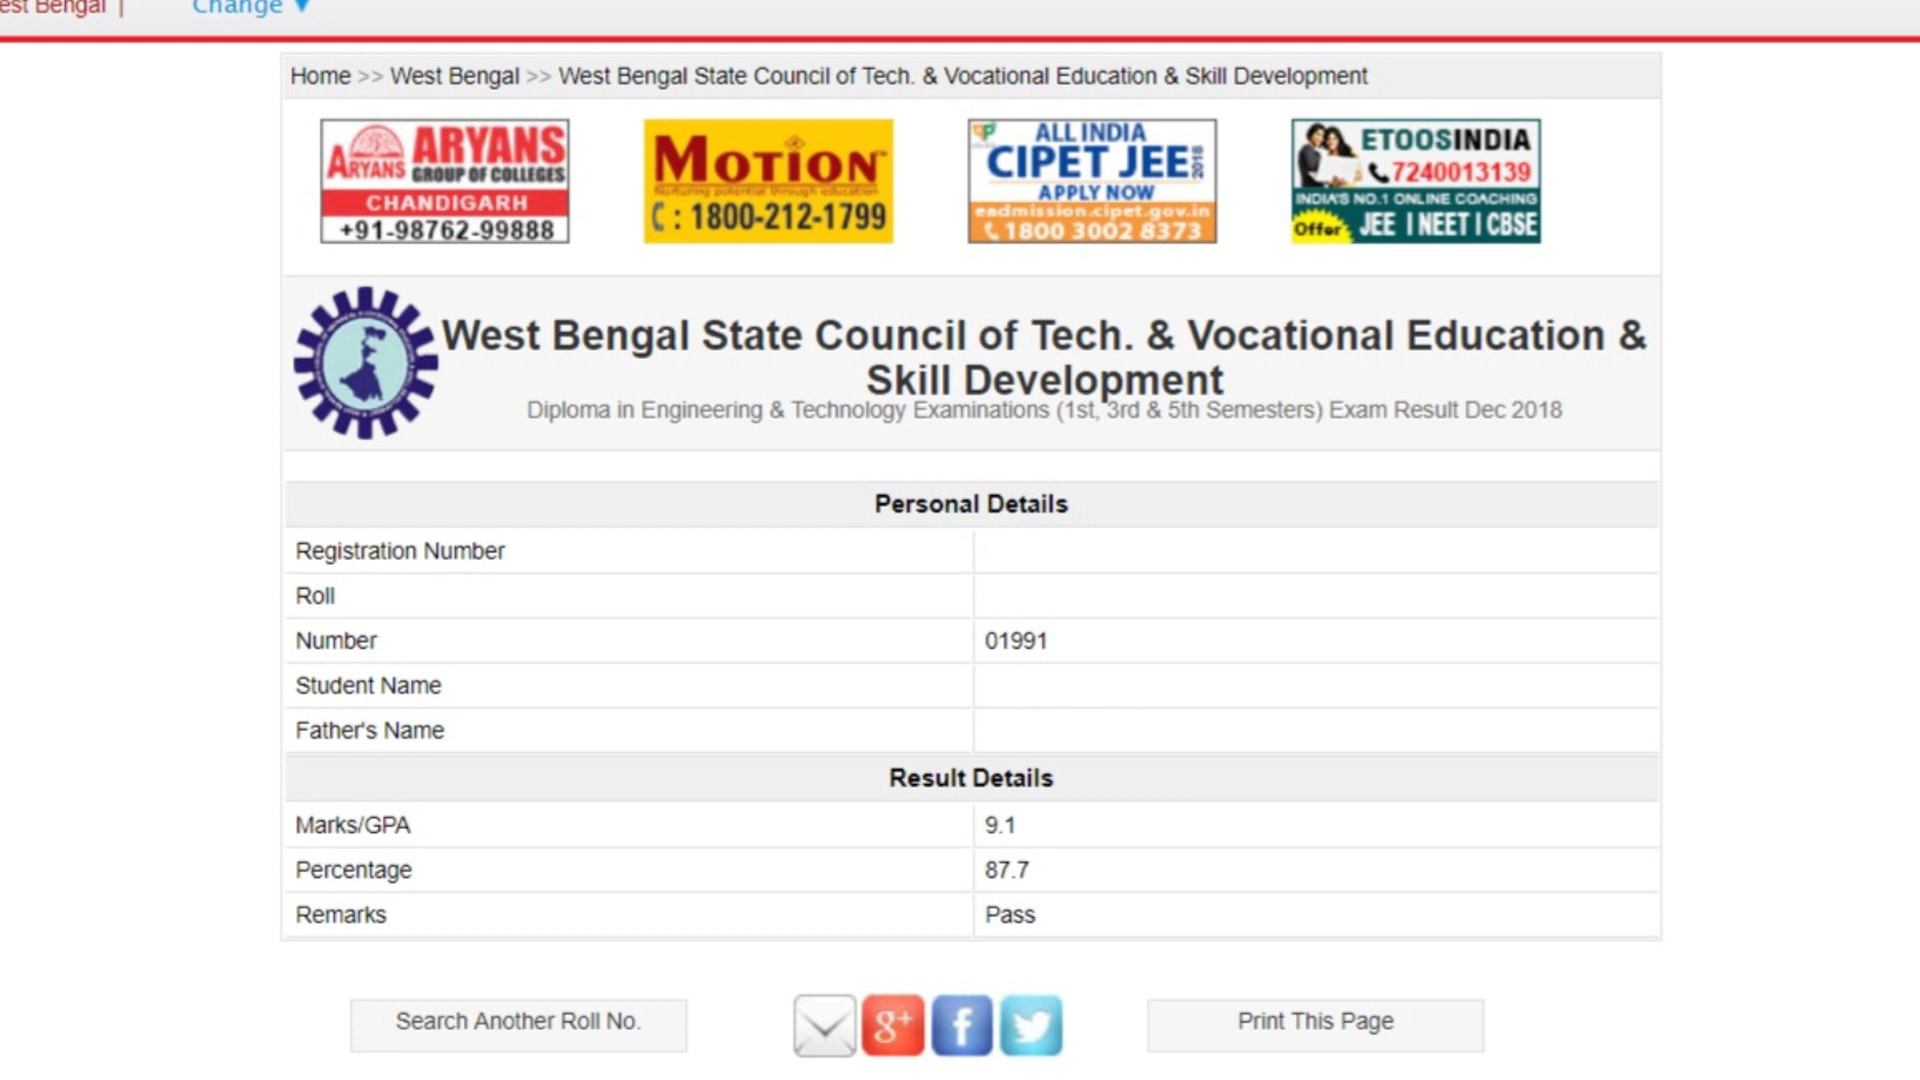 est Bengal | Change ▼
Home >> West Bengal >> West Bengal State Council of Tech. & Vocational Education & Skill Development
ARYANS
ARYANS
GROUP OF COLLEGES
CHANDIGARH
+91-98762-99888
MOTION
Nurturing potential through education
: 1800-212-1799
ALL INDIA
CIPET JEE 2018
APPLY NOW
eadmission.cipet.gov.in
1800 3002 8373
ETOOSINDIA
7240013139
INDIA'S NO.1 ONLINE COACHING
Offer JEE I NEET I CBSE
West Bengal State Council of Tech. & Vocational Education &
Skill Development
Diploma in Engineering & Technology Examinations (1st, 3rd & 5th Semesters) Exam Result Dec 2018
Personal Details
Registration Number
Roll
Number 01991
Student Name
Father's Name
Result Details
Marks/GPA 9.1
Percentage 87.7
Remarks Pass
Search Another Roll No.
8+
f
Print This Page